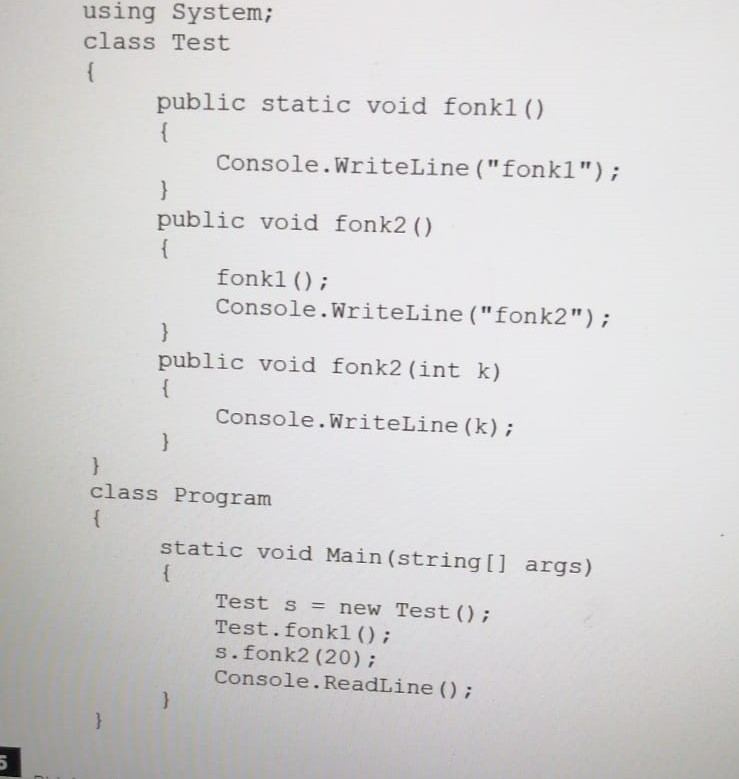 using System;
class Test
{
public static void fonk1()
{
Console.WriteLine("fonk1");
}
public void fonk2()
{
fonk1();
Console.WriteLine("fonk2");
}
public void fonk2(int k)
{
Console.WriteLine(k);
}
}
class Program
{
static void Main(string[] args)
{
Test s = new Test();
Test.fonk1();
s.fonk2(20);
Console.ReadLine();
}
}